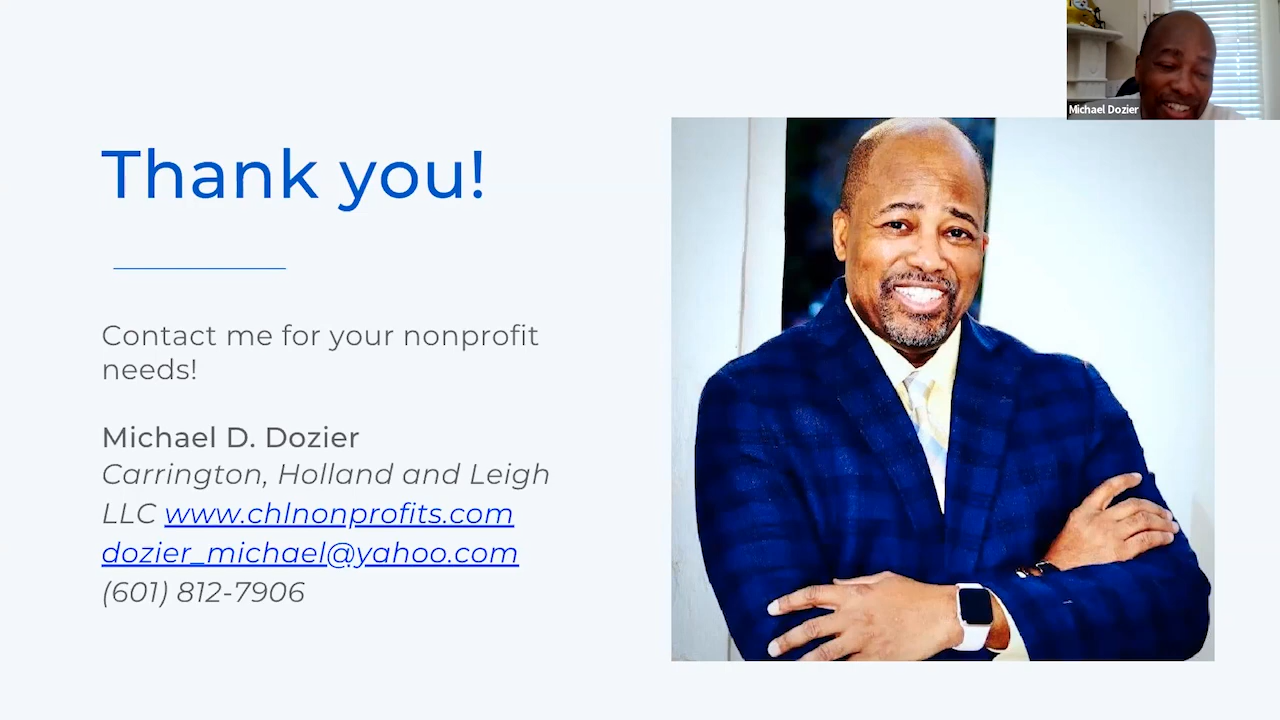 Michael Dozier
Thank you!
Contact me for your nonprofit
needs!
Michael D. Dozier
Carrington, Holland and Leigh
LLC www.chlnonprofits.com
dozier_michael@yahoo.com
(601) 812-7906